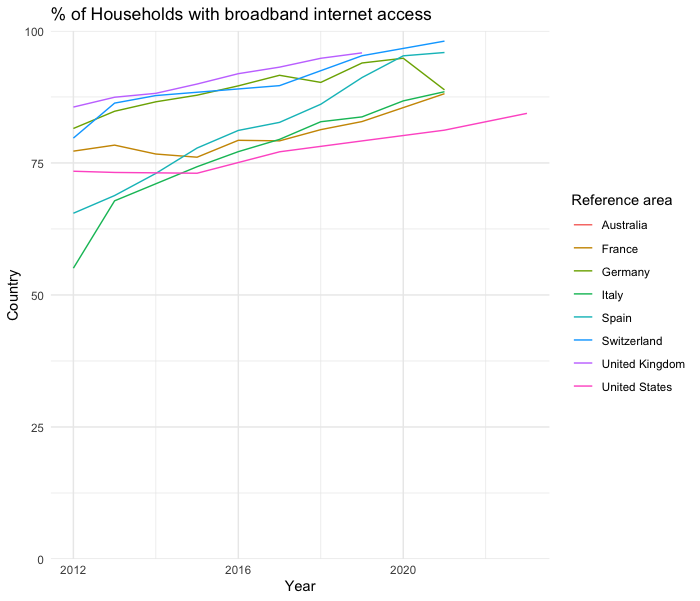 % of Households with broadband internet access
100
75
50
25
0
Country
2012
2016
2020
Year
Reference area
Australia
France
Germany
Italy
Spain
Switzerland
United Kingdom
United States